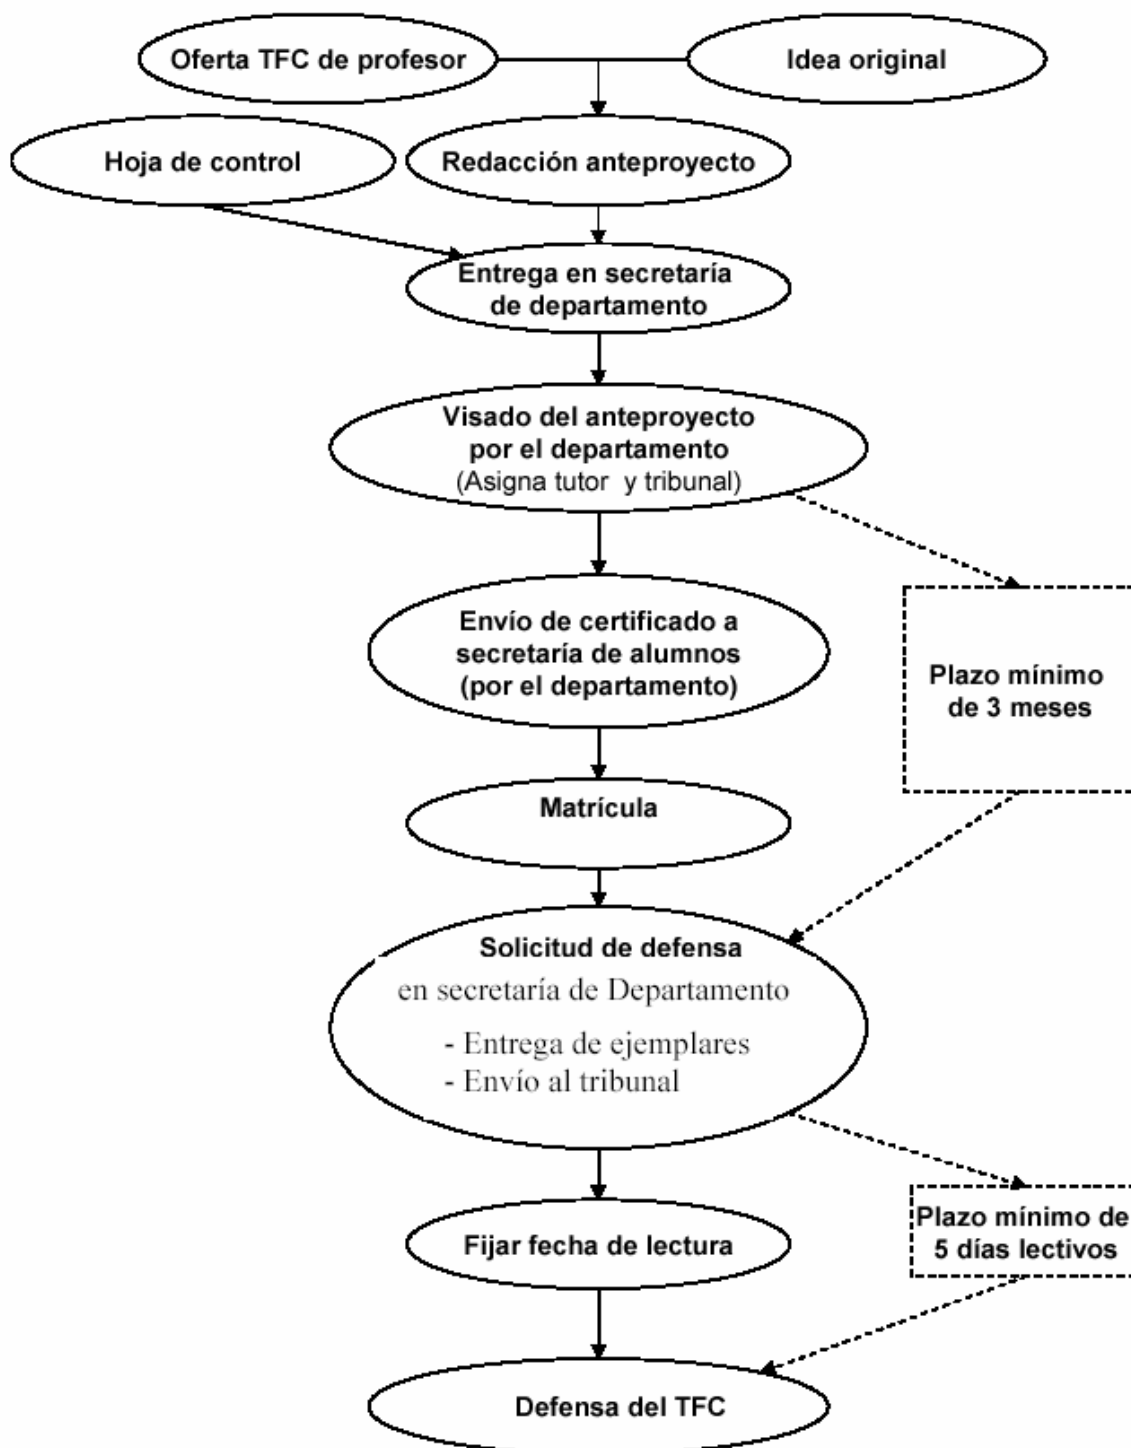 Oferta TFC de profesor
Idea original
Hoja de control
Redacción anteproyecto
Entrega en secretaría
de departamento
Visado del anteproyecto
por el departamento
(Asigna tutor y tribunal)
Envío de certificado a
secretaría de alumnos
(por el departamento)
Plazo mínimo
de 3 meses
Matrícula
Solicitud de defensa
en secretaría de Departamento
- Entrega de ejemplares
- Envío al tribunal
Fijar fecha de lectura
Plazo mínimo de
5 días lectivos
Defensa del TFC